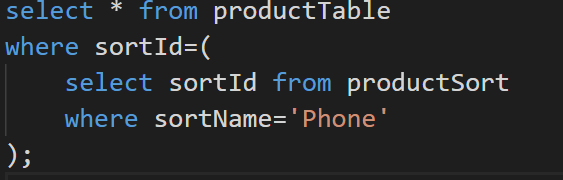 select * from productTable
where sortId=(
    select sortId from productSort
    where sortName='Phone'
);